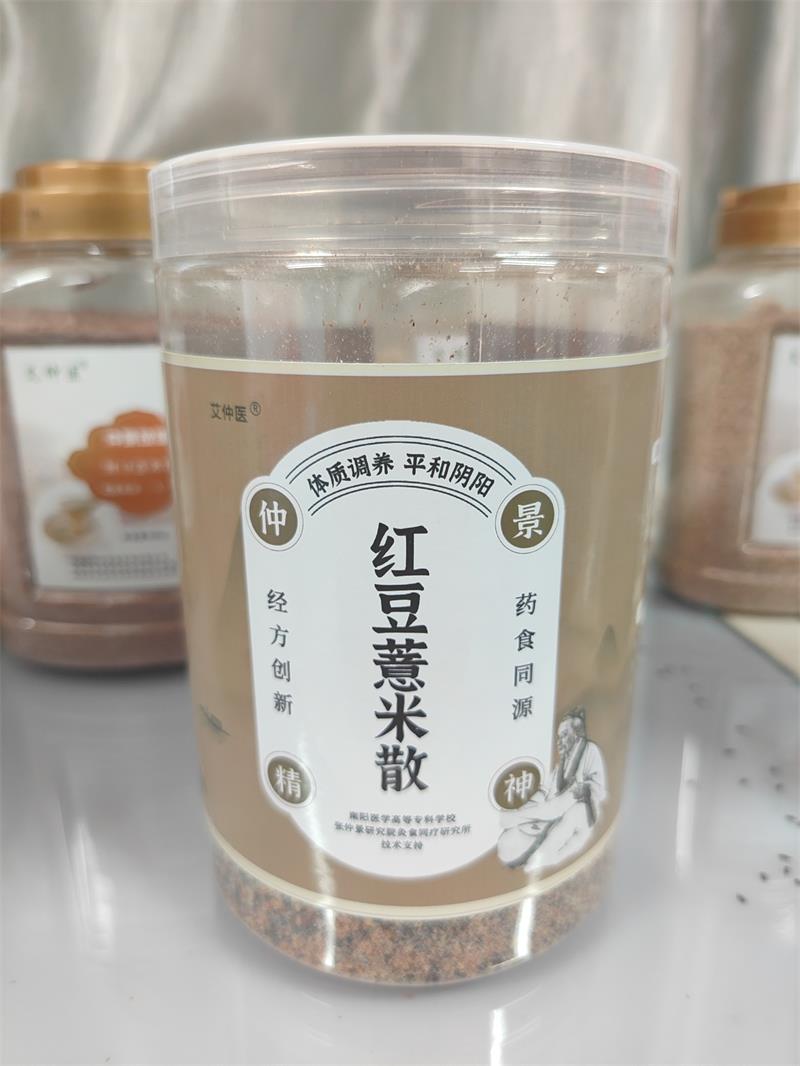 艾仲医®
体质调养 平和阴阳
仲
景
红豆薏米散
经方创新
药食同源
精
神
南阳医学高等专科学校
张仲景研究院灸食同疗研究所
技术支持